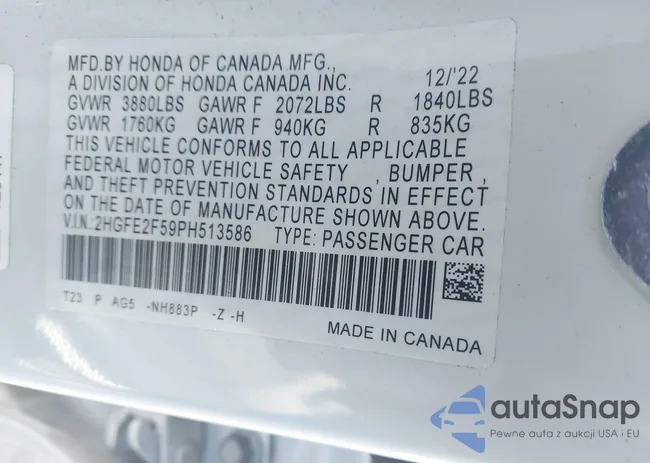 MFD.BY HONDA OF CANADA MFG.,
A DIVISION OF HONDA CANADA INC. 12/'22
GVWR 3880LBS GAWR F 2072LBS R 1840LBS
GVWR 1760KG GAWR F 940KG R 835KG
THIS VEHICLE CONFORMS TO ALL APPLICABLE
FEDERAL MOTOR VEHICLE SAFETY , BUMPER ,
AND THEFT PREVENTION STANDARDS IN EFFECT
ON THE DATE OF MANUFACTURE SHOWN ABOVE.
V.I.N: 2HGFE2F59PH513586 TYPE: PASSENGER CAR
T23 P AG5 -NH883P -Z -H
MADE IN CANADA
autoSnap
Pewne auta z aukcji USA i EU